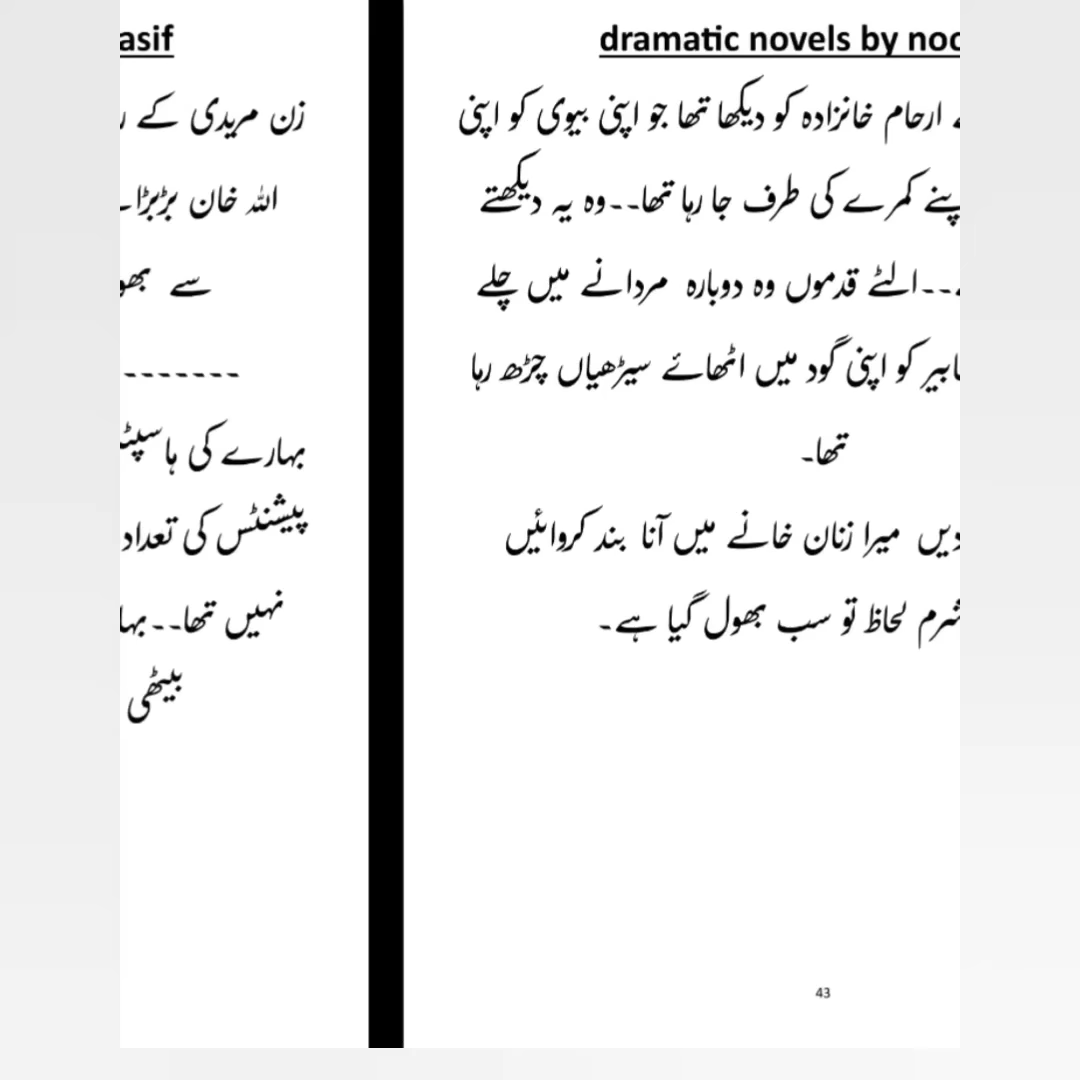 dramatic novels by noo
ارحام خانزادہ کو دیکھا تھا جو اپنی بیوی کو اپنی
پنے کمرے کی طرف جا رہا تھا۔۔وہ یہ دیکھتے
۔۔الٹے قدموں وہ دوبارہ مردانے میں چلے
ابیر کو اپنی گود میں اٹھائے سیڑھیاں چڑھ رہا
تھا۔
دیں میرا زنان خانے میں آنا بند کروائیں
شرم لحاظ تو سب بھول گیا ہے۔
43
asif
زن مریدی کے ر
اللہ خان بڑبڑا۔
سے بھو
-------
بہارے کی ہاسپٹ
پیشنٹس کی تعداد
نہیں تھا۔۔بہا
بیٹھی